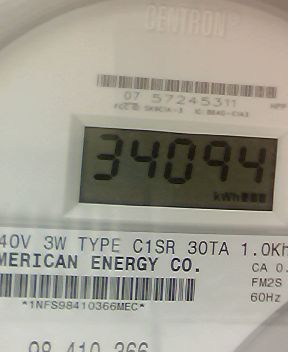 CENTRON®
07 57245311
34094
kWh
40V 3W TYPE C1SR 30TA 1.0Kh
MERICAN ENERGY CO.
CA 0.
FM2S
60Hz
*1NFS98410366MEC*
98 410 366